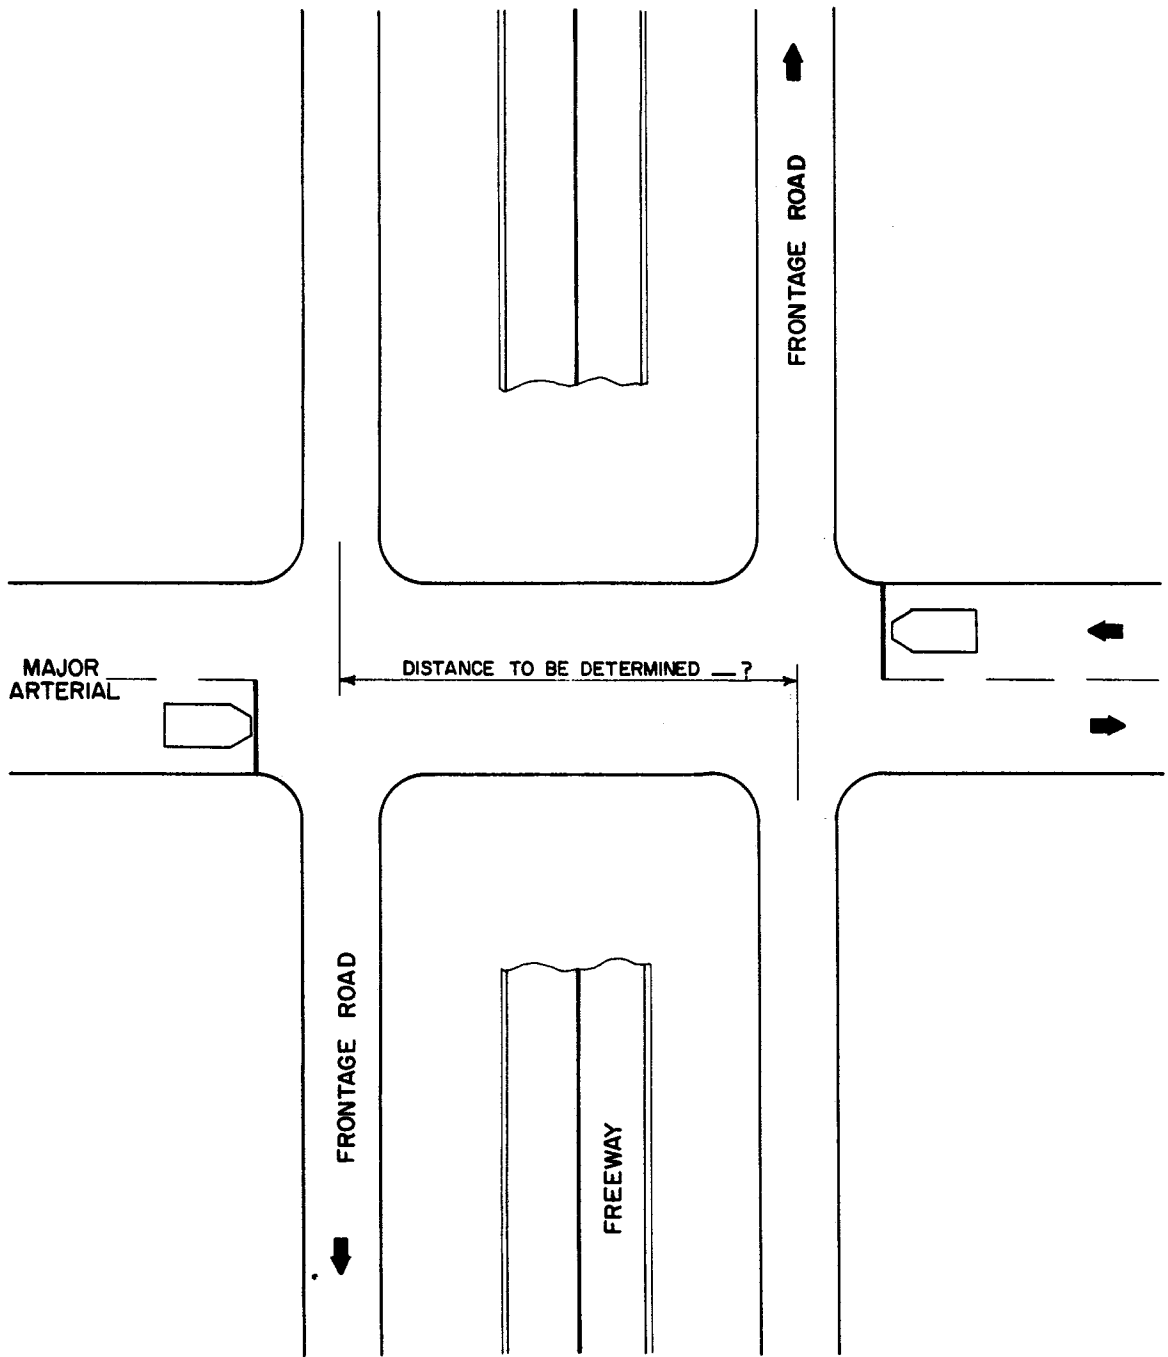 FRONTAGE ROAD
MAJOR
ARTERIAL
DISTANCE TO BE DETERMINED — ?
FRONTAGE ROAD
FREEWAY